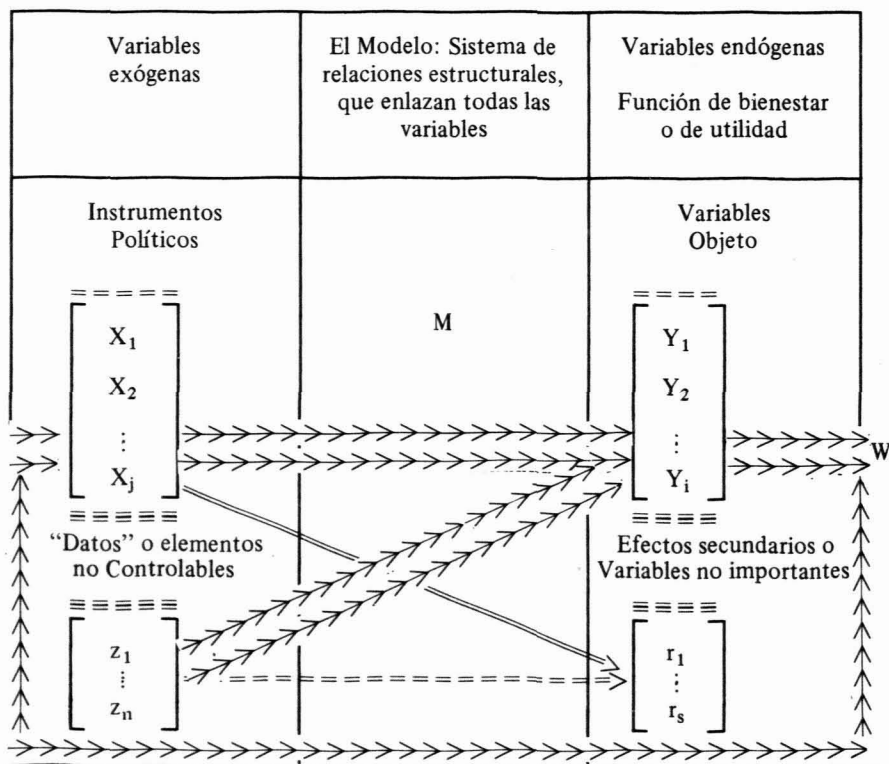 Variables
exógenas
El Modelo: Sistema de
relaciones estructurales,
que enlazan todas las
variables
Variables endógenas
Función de bienestar
o de utilidad
Instrumentos
Políticos
X1
X2
⋮
Xj
M
Variables
Objeto
Y1
Y2
⋮
Yi
W
“Datos” o elementos
no Controlables
z1
⋮
zn
Efectos secundarios o
Variables no importantes
r1
⋮
rs